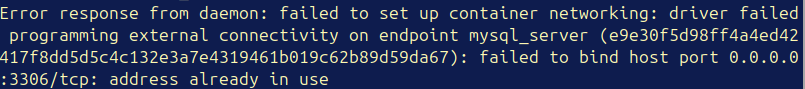 Error response from daemon: failed to set up container networking: driver failed
programming external connectivity on endpoint mysql_server (e9e30f5d98ff4a4ed42
417f8dd5d5c4c132e3a7e4319461b019c62b89d59da67): failed to bind host port 0.0.0.0
:3306/tcp: address already in use